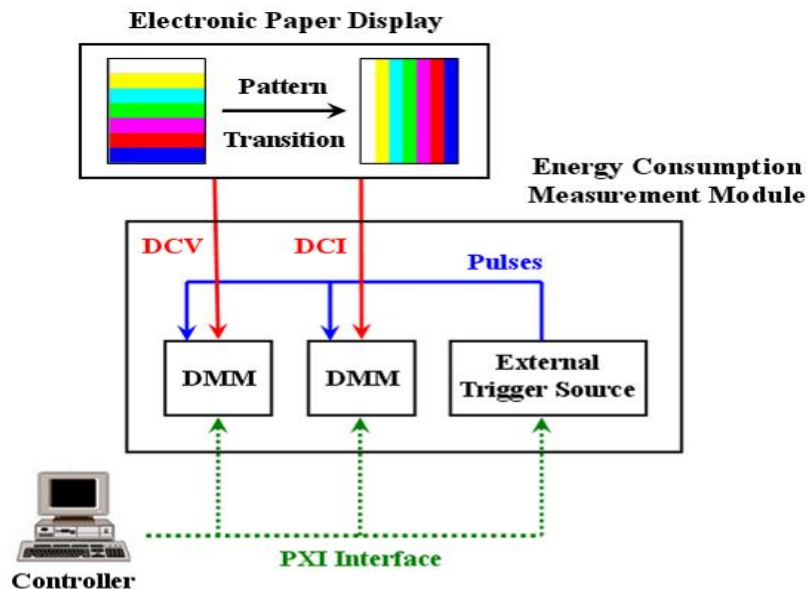 Electronic Paper Display
Pattern
Transition
Energy Consumption
Measurement Module
DCV
DCI
Pulses
DMM
DMM
External
Trigger Source
PXI Interface
Controller